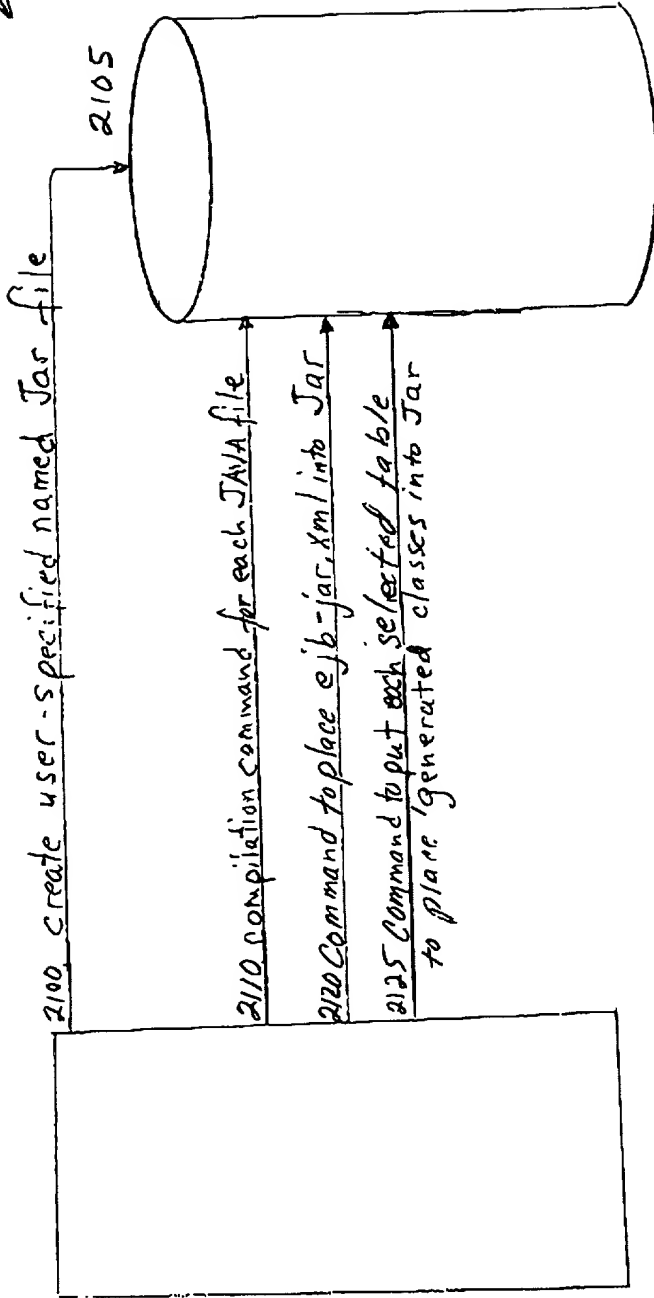 2100 create user-specified named Jar file
2105
2110 compilation command for each JAVA file
2120 Command to place ejb-jar.xml into Jar
2125 Command to put each selected table
to place generated classes into Jar